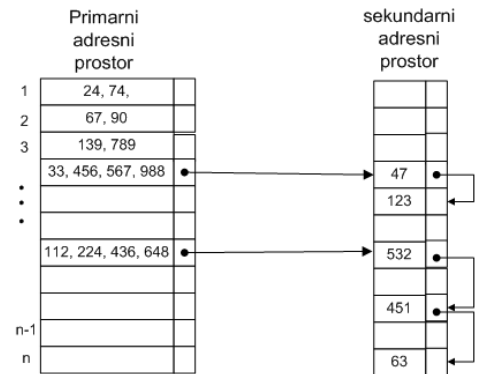 Primarni
adresni
prostor
sekundarni
adresni
prostor
1
24, 74,
2
67, 90
3
139, 789
33, 456, 567, 988
47
123
112, 224, 436, 648
532
451
n-1
n
63